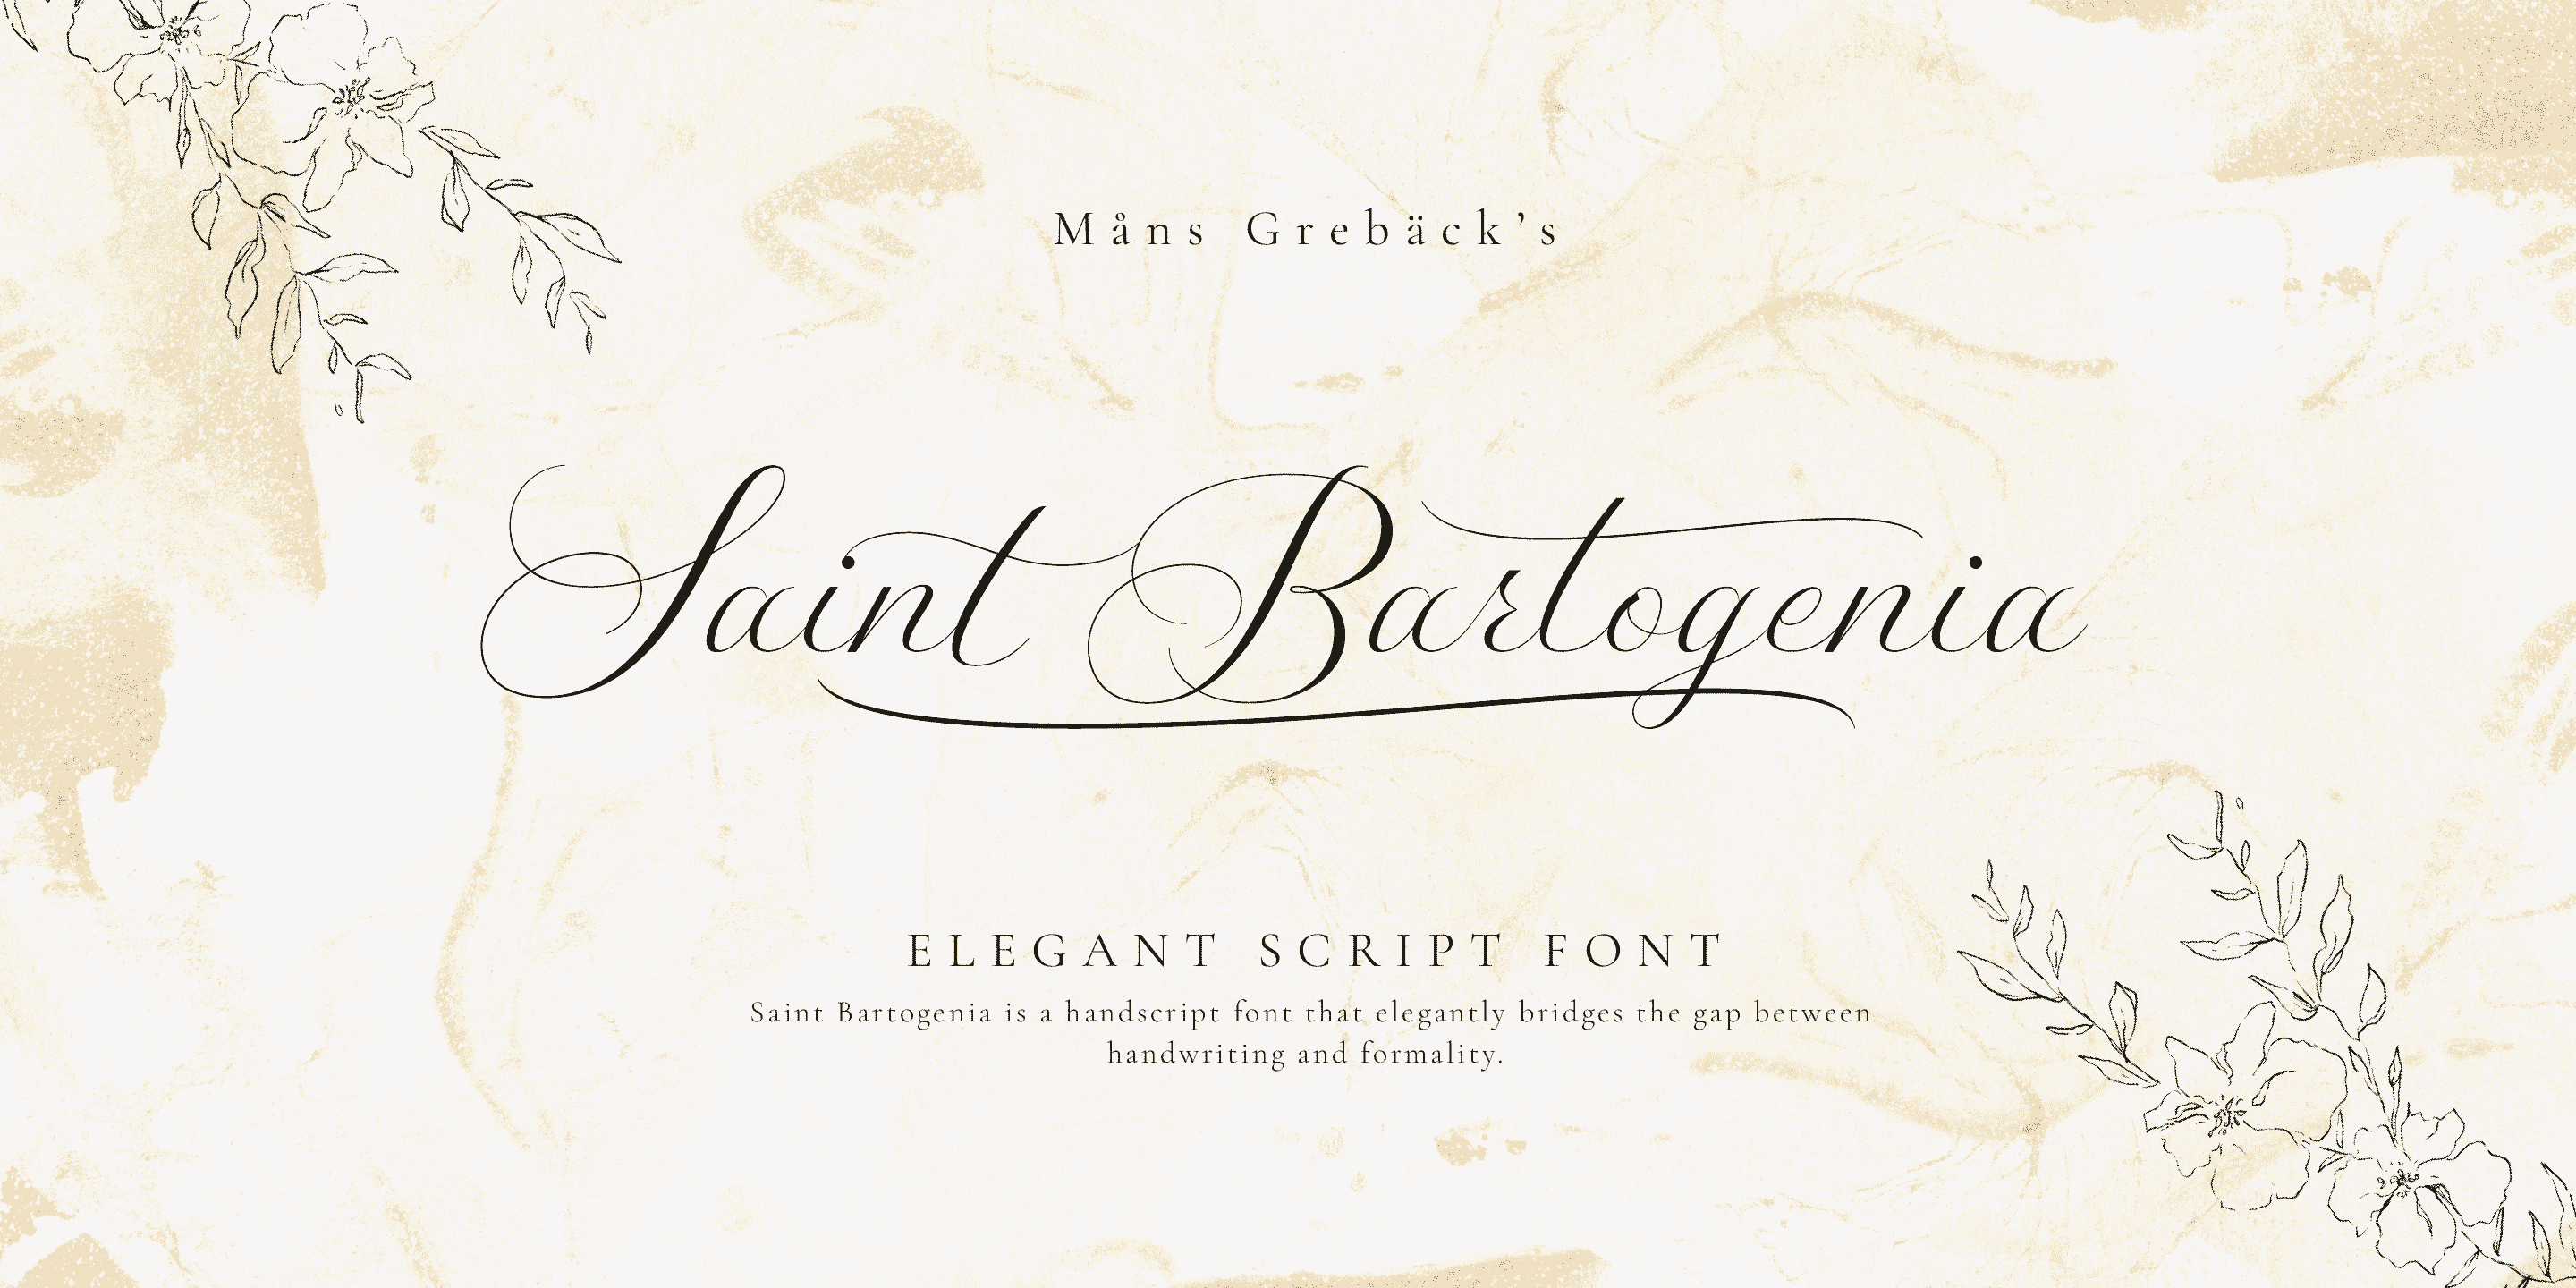 Måns Grebäck’s
Saint Bartogenia
ELEGANT SCRIPT FONT
Saint Bartogenia is a handscript font that elegantly bridges the gap between
handwriting and formality.